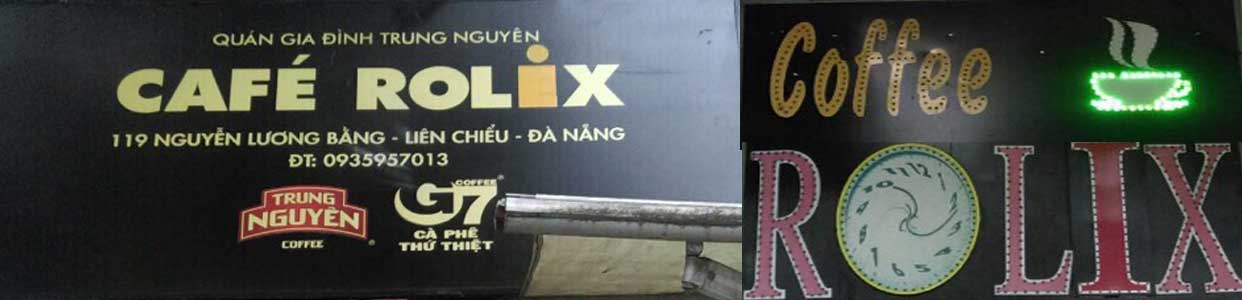 QUÁN GIA ĐÌNH TRUNG NGUYÊN
CAFÉ ROLIX
119 NGUYỄN LƯƠNG BẰNG - LIÊN CHIỂU - ĐÀ NẴNG
ĐT: 0935957013
TRUNG
NGUYÊN
COFFEE
COFFEE
G7
CÀ PHÊ
THỨ THIỆT
Coffee
ROLIX